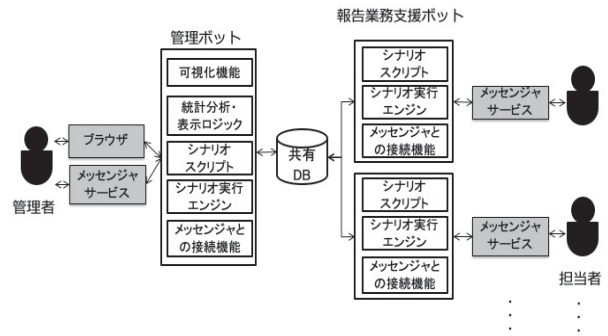 報告業務支援ボット
管理ボット
可視化機能
統計分析・
表示ロジック
シナリオ
スクリプト
シナリオ実行
エンジン
メッセンジャと
の接続機能
ブラウザ
メッセンジャ
サービス
管理者
共有
DB
シナリオ
スクリプト
シナリオ実行
エンジン
メッセンジャと
の接続機能
メッセンジャ
サービス
シナリオ
スクリプト
シナリオ実行
エンジン
メッセンジャと
の接続機能
メッセンジャ
サービス
担当者